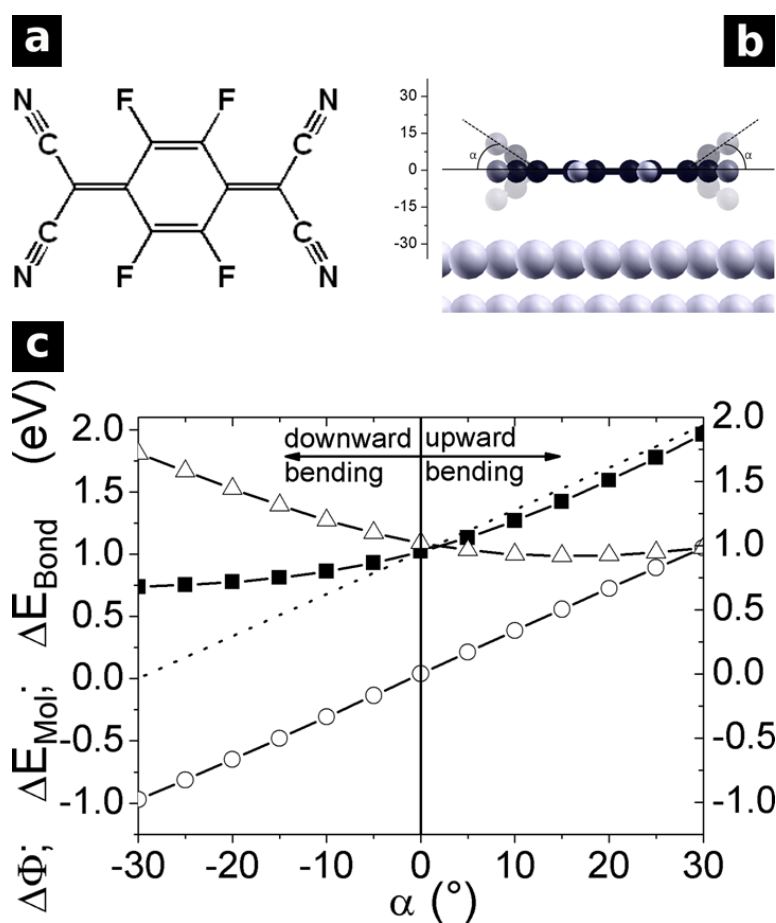 a
b
N
N
F
F
C
C
C
C
F
F
N
N
30
15
0
-15
-30
α
α
c
ΔΦ; ΔE_Mol; ΔE_Bond (eV)
downward
bending
upward
bending
2.0
1.5
1.0
0.5
0.0
-0.5
-1.0
2.0
1.5
1.0
0.5
0.0
-0.5
-1.0
-30 -20 -10 0 10 20 30
α (°)